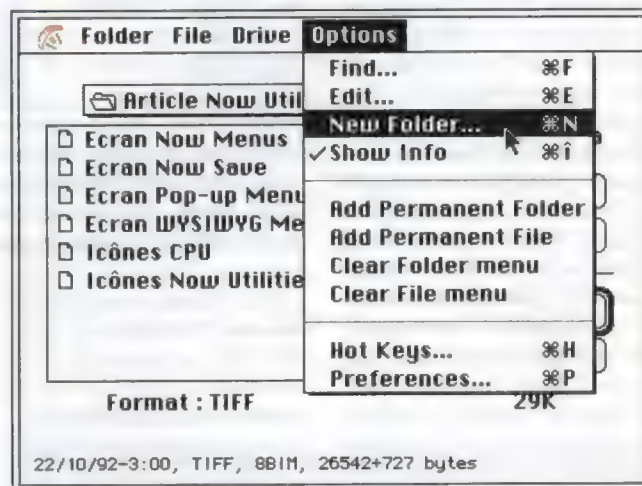 Folder File Drive Options
Article Now Util
Ecran Now Menus
Ecran Now Save
Ecran Pop-up Menu
Ecran WYSIWYG Me
Icônes CPU
Icônes Now Utilitie
Find... ⌘F
Edit... ⌘E
New Folder... ⌘N
✓Show Info ⌘î
Add Permanent Folder
Add Permanent File
Clear Folder menu
Clear File menu
Hot Keys... ⌘H
Preferences... ⌘P
Format : TIFF 29K
22/10/92-3:00, TIFF, 8BIM, 26542+727 bytes